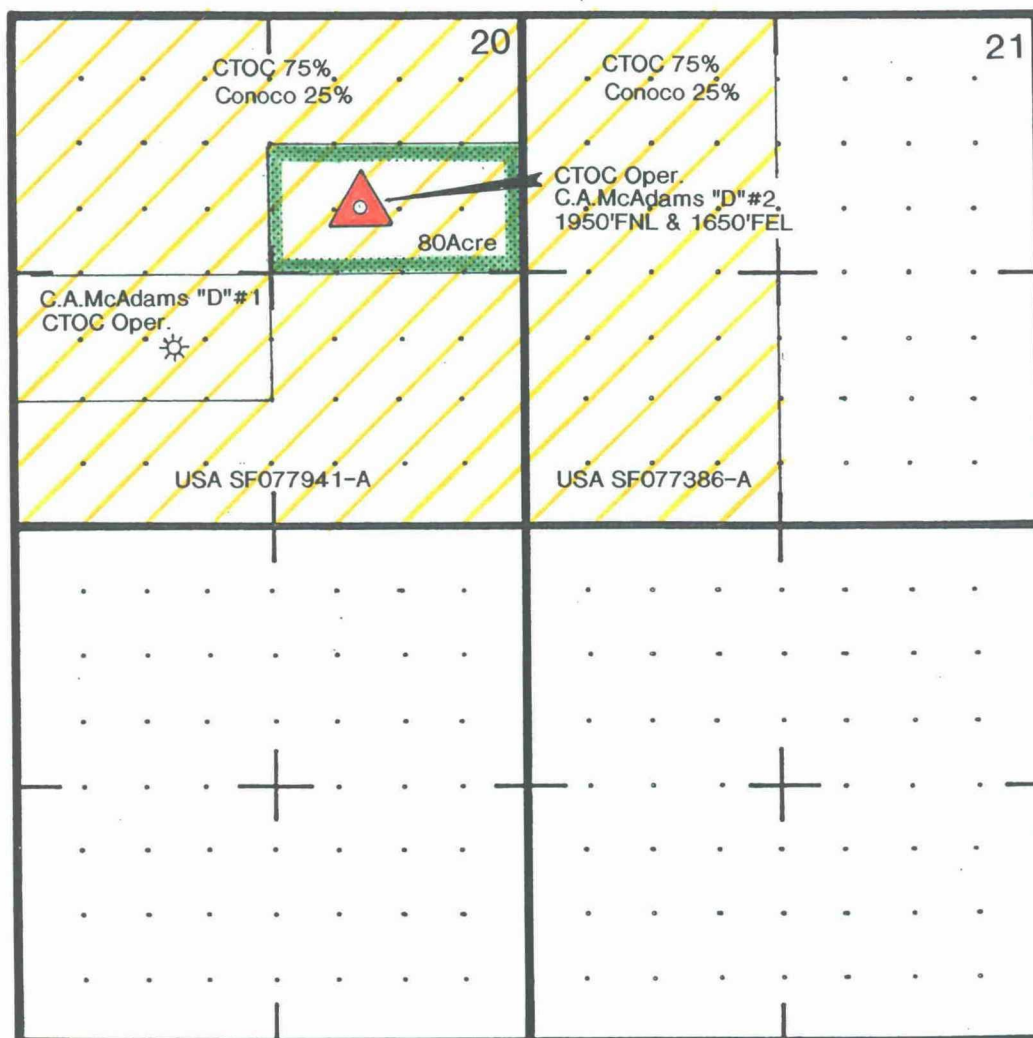 20
CTOC 75%
Conoco 25%
21
CTOC 75%
Conoco 25%
CTOC Oper.
C.A.McAdams "D"#2
1950'FNL & 1650'FEL
80Acre
C.A.McAdams "D"#1
CTOC Oper.
USA SF077941-A
USA SF077386-A